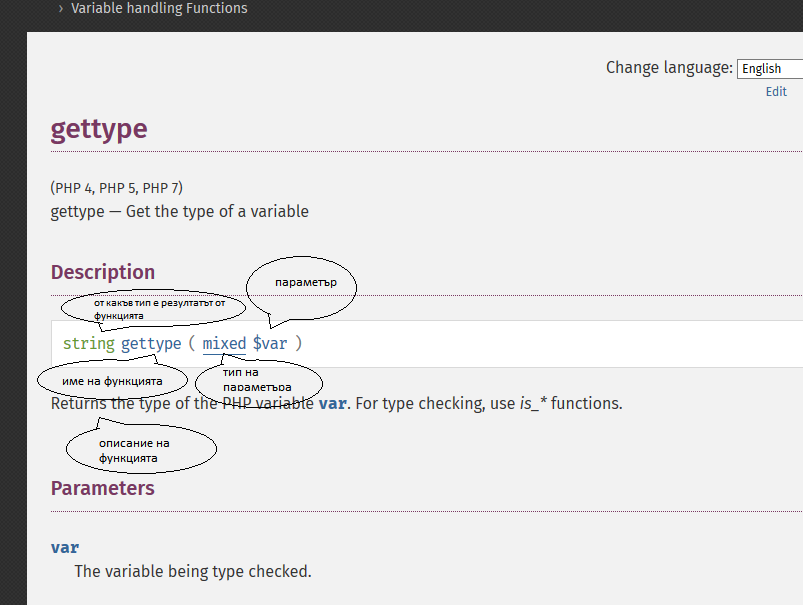 › Variable handling Functions
Change language: English
Edit
gettype
(PHP 4, PHP 5, PHP 7)
gettype — Get the type of a variable
Description
параметър
от какъв тип е резултатът от
функцията
string gettype ( mixed $var )
име на функцията
тип на
параметъра
Returns the type of the PHP variable var. For type checking, use is_* functions.
описание на
функцията
Parameters
var
The variable being type checked.